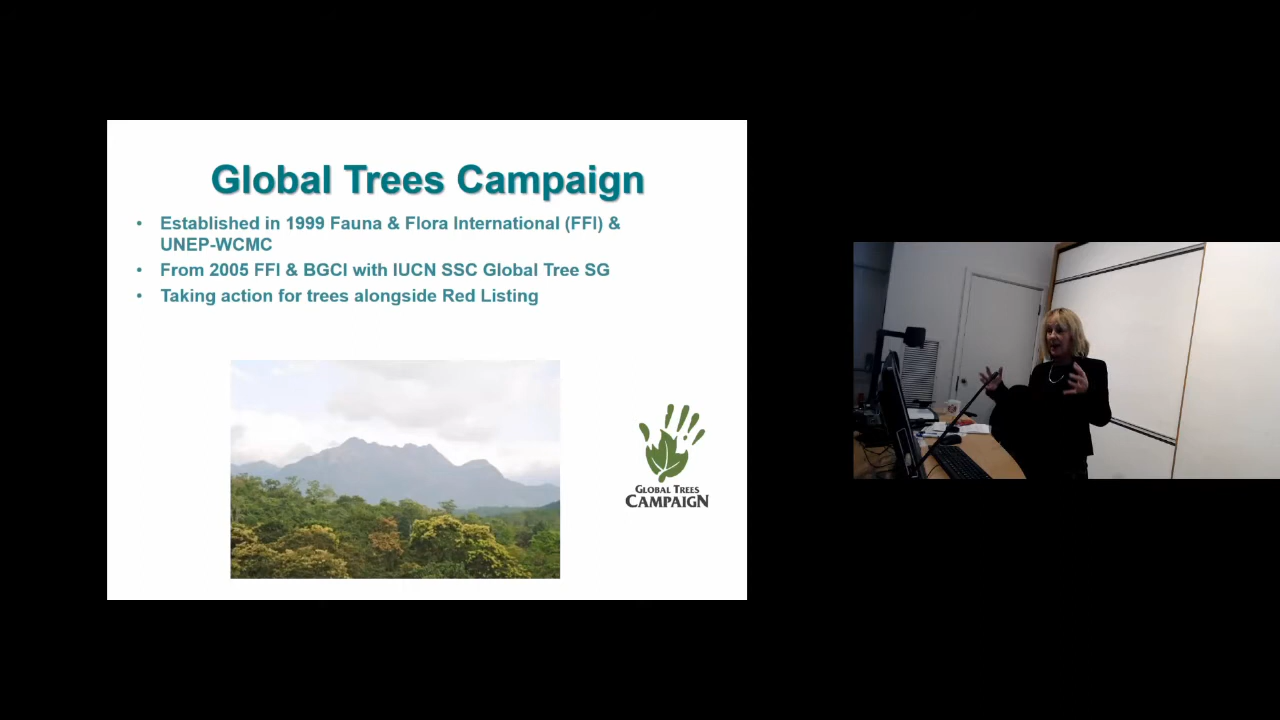 Global Trees Campaign
• Established in 1999 Fauna & Flora International (FFI) &
UNEP-WCMC
• From 2005 FFI & BGCI with IUCN SSC Global Tree SG
• Taking action for trees alongside Red Listing
GLOBAL TREES
CAMPAIGN